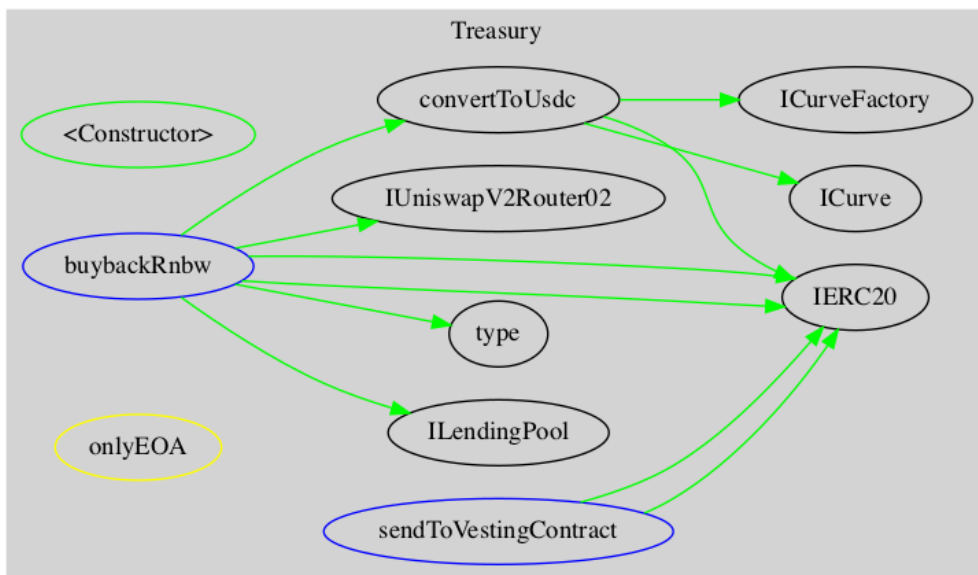 Treasury
<Constructor>
convertToUsdc
ICurveFactory
IUniswapV2Router02
ICurve
buybackRnbw
IERC20
type
onlyEOA
ILendingPool
sendToVestingContract